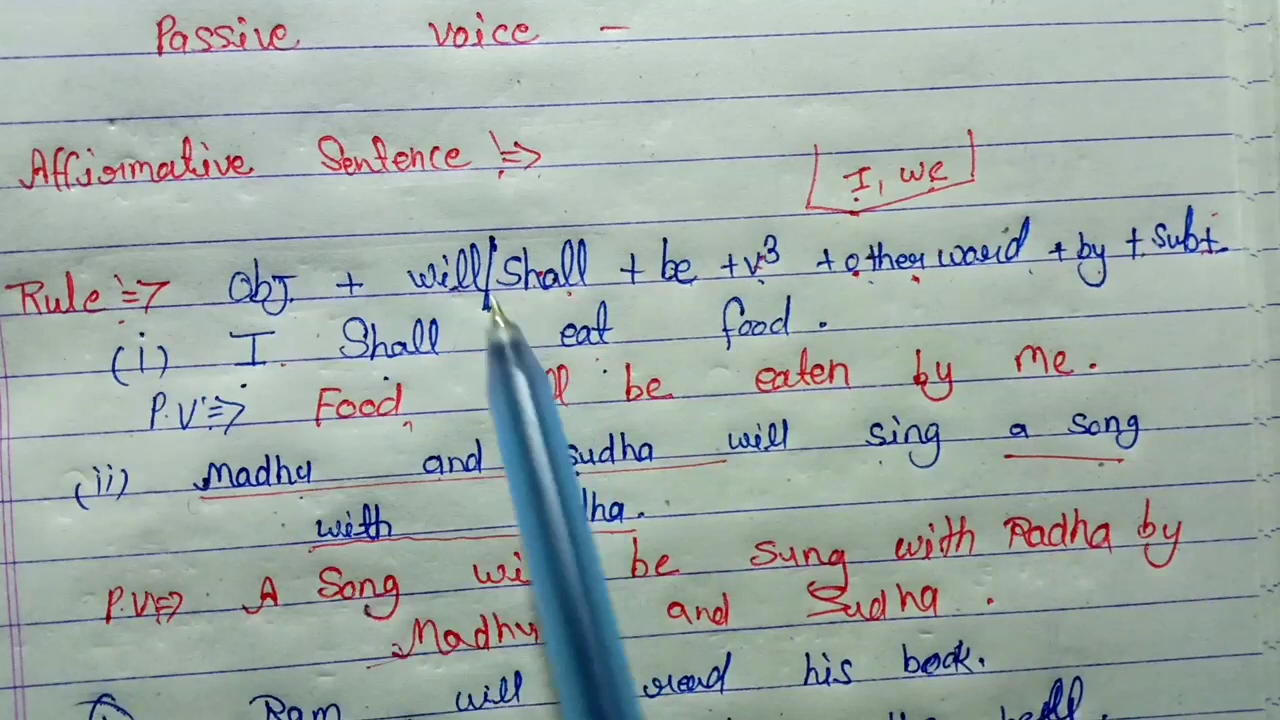 Passive voice -
Affirmative Sentence :=>
I, we
Rule :=> Obj. + will/shall + be + v³ + other word + by + subt.
(i) I shall eat food.
P.V :=> Food be eaten by me.
(ii) Madhu and sudha will sing a song
with
P.V :=> A Song be sung with Radha by
Madhu and Sudha.
Ram will read his book.